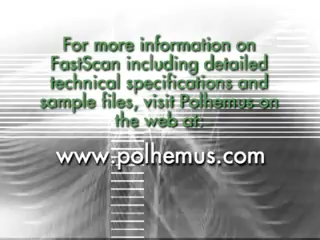 For more information on
FastScan including detailed
technical specifications and
sample files, visit Polhemus on
the web at:
www.polhemus.com